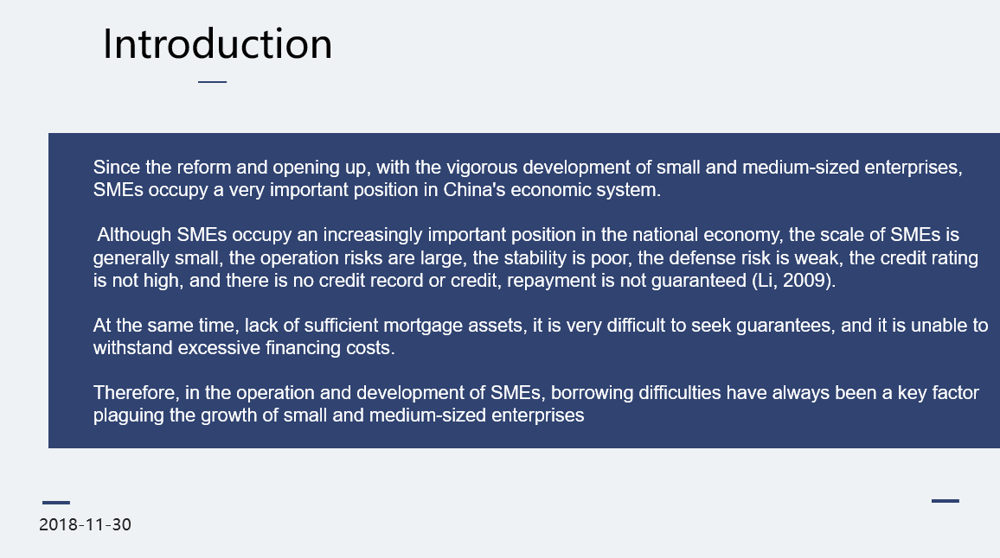 Introduction
Since the reform and opening up, with the vigorous development of small and medium-sized enterprises,
SMEs occupy a very important position in China's economic system.
Although SMEs occupy an increasingly important position in the national economy, the scale of SMEs is
generally small, the operation risks are large, the stability is poor, the defense risk is weak, the credit rating
is not high, and there is no credit record or credit, repayment is not guaranteed (Li, 2009).
At the same time, lack of sufficient mortgage assets, it is very difficult to seek guarantees, and it is unable to
withstand excessive financing costs.
Therefore, in the operation and development of SMEs, borrowing difficulties have always been a key factor
plaguing the growth of small and medium-sized enterprises
2018-11-30